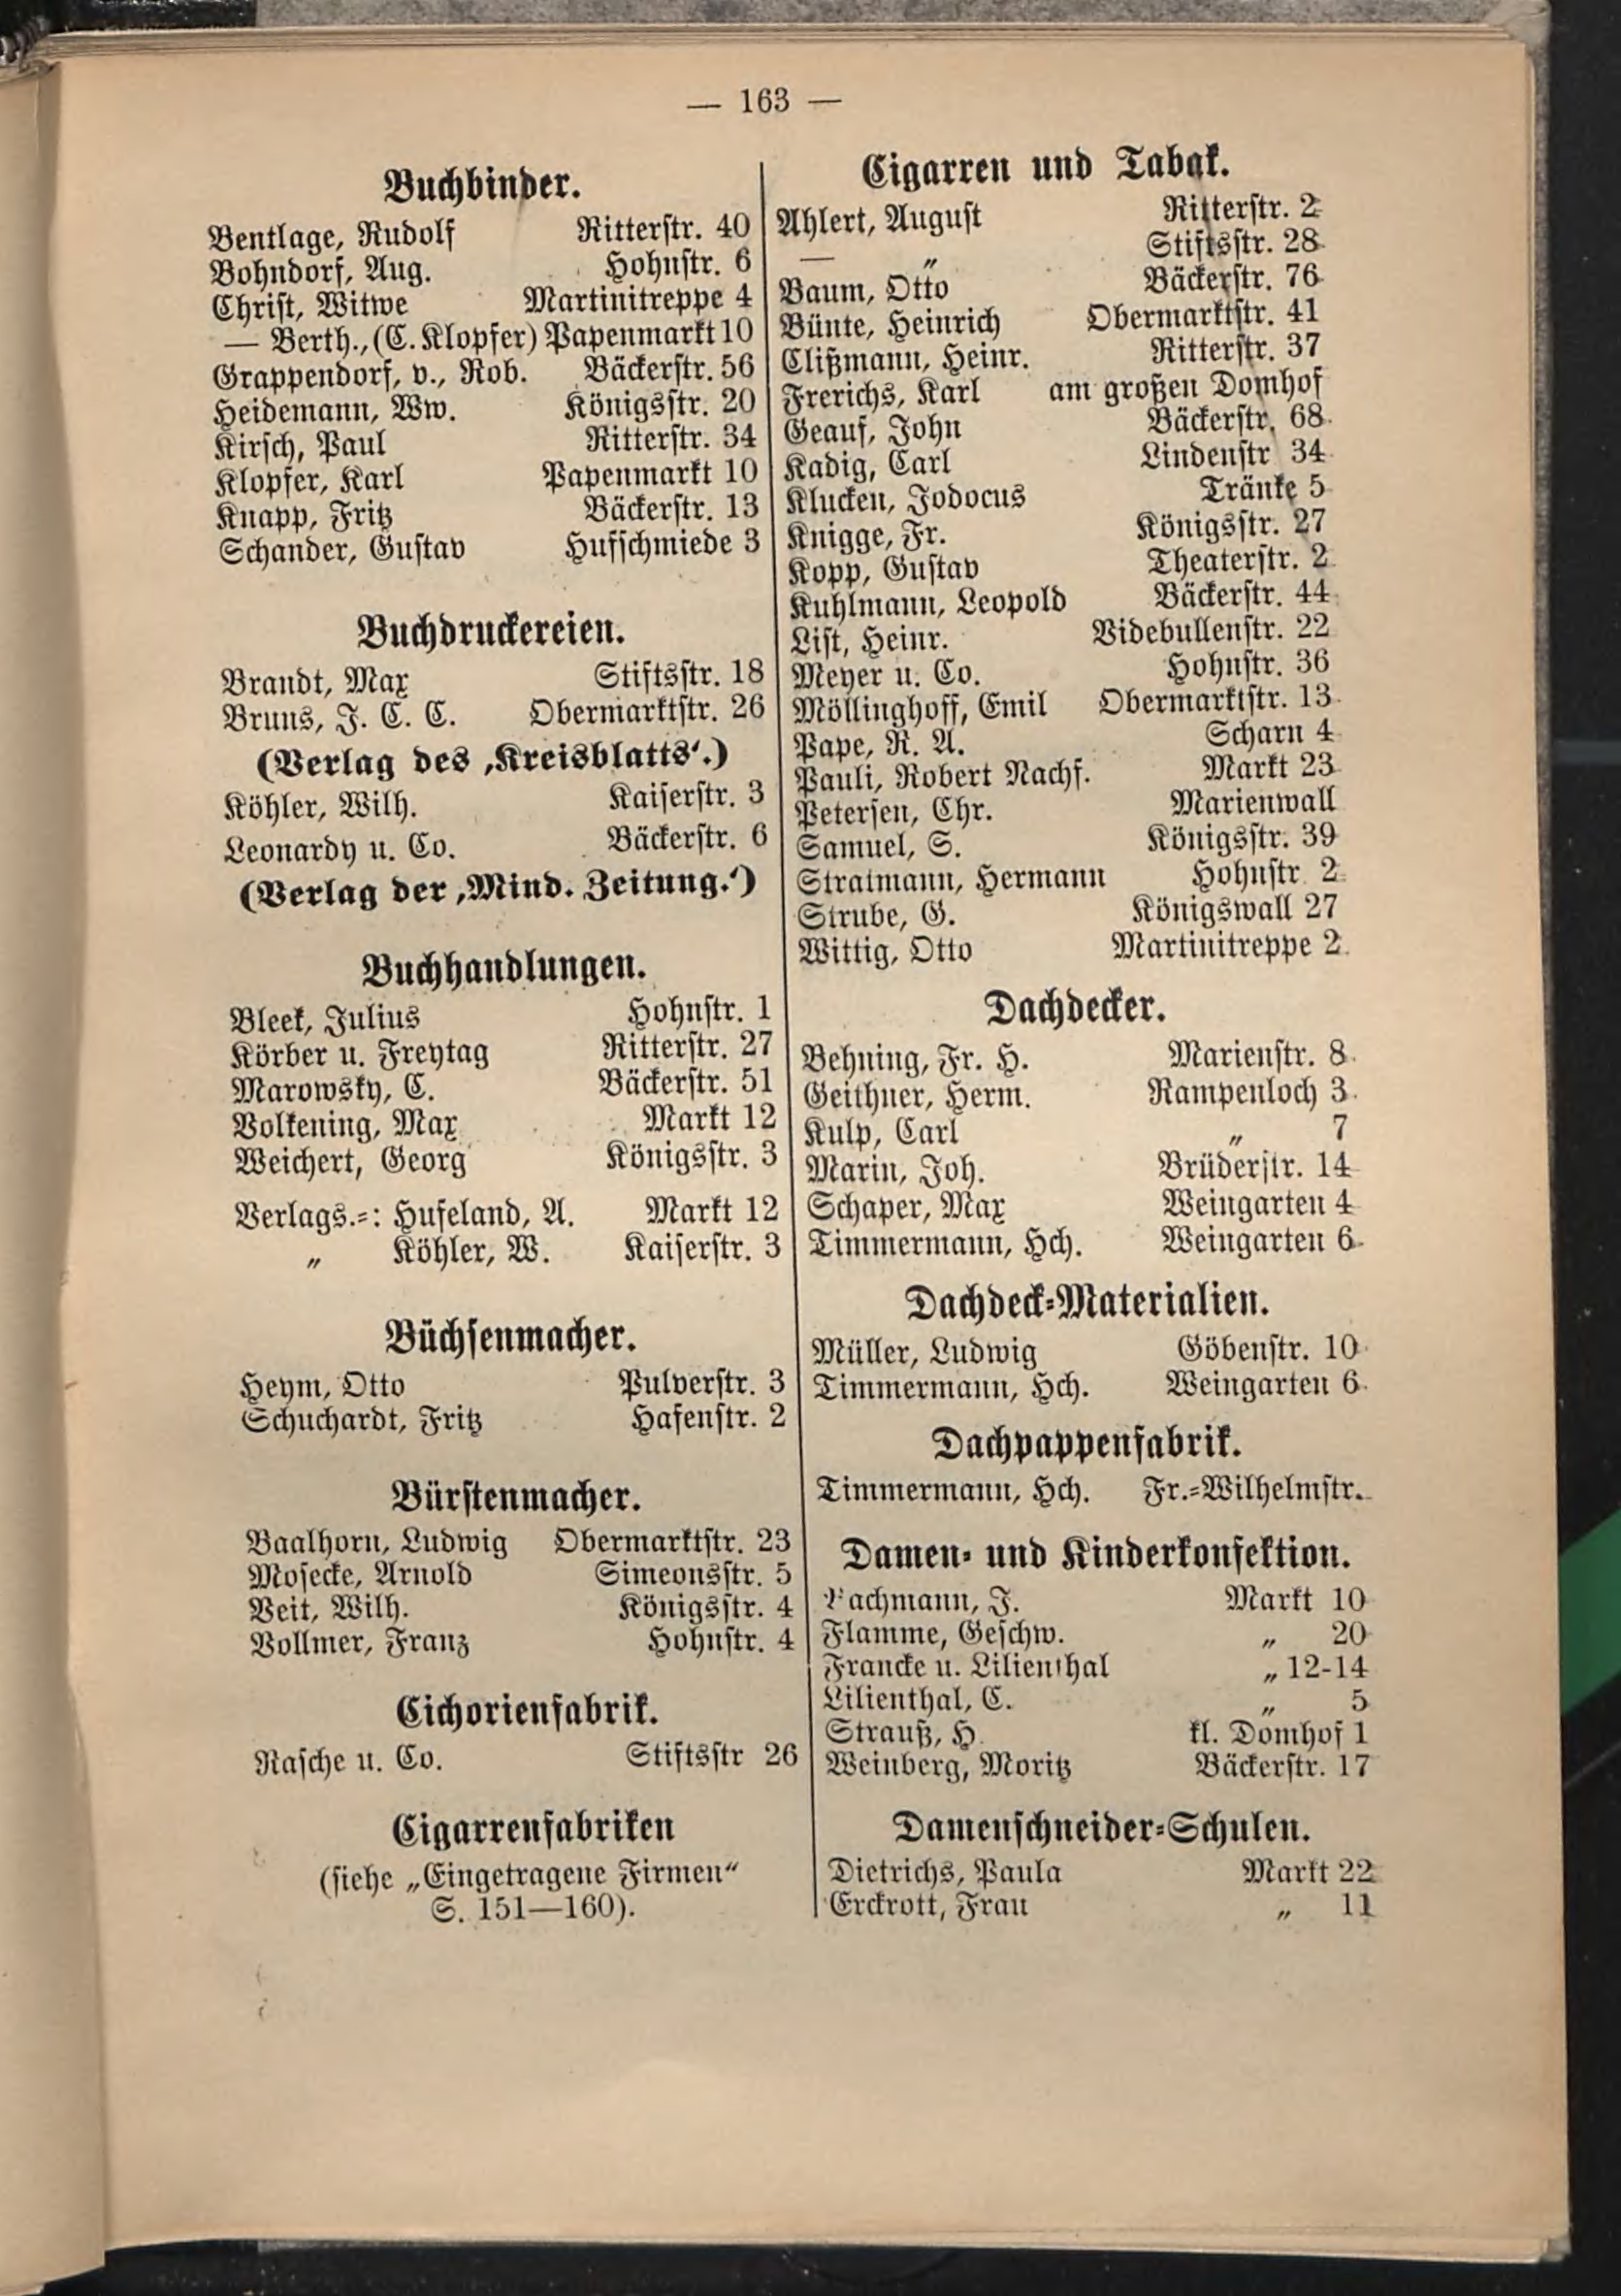 — 163 —
Buchbinder.
Bentlage, Rudolf Ritterstr. 40
Bohndorf, Aug. Hohnstr. 6
Christ, Witwe Martinitreppe 4
— Berth., (C. Klopfer) Papenmarkt 10
Grappendorf, v., Rob. Bäckerstr. 56
Heidemann, Ww. Königsstr. 20
Kirsch, Paul Ritterstr. 34
Klopfer, Karl Papenmarkt 10
Knapp, Fritz Bäckerstr. 13
Schander, Gustav Hufschmiede 3
Buchdruckereien.
Brandt, Max Stiftsstr. 18
Bruns, J. C. C. Obermarktstr. 26
(Verlag des ‚Kreisblatts‘.)
Köhler, Wilh. Kaiserstr. 3
Leonardy u. Co. Bäckerstr. 6
(Verlag der ‚Mind. Zeitung.‘)
Buchhandlungen.
Bleek, Julius Hohnstr. 1
Körber u. Freytag Ritterstr. 27
Marowsky, C. Bäckerstr. 51
Volkening, Max Markt 12
Weichert, Georg Königsstr. 3
Verlags.-: Hufeland, A. Markt 12
„ Köhler, W. Kaiserstr. 3
Büchsenmacher.
Heym, Otto Pulverstr. 3
Schuchardt, Fritz Hafenstr. 2
Bürstenmacher.
Baalhorn, Ludwig Obermarktstr. 23
Mosecke, Arnold Simeonsstr. 5
Veit, Wilh. Königsstr. 4
Vollmer, Franz Hohnstr. 4
Cichorienfabrik.
Rasche u. Co. Stiftsstr 26
Cigarrenfabriken
(siehe „Eingetragene Firmen“
S. 151—160).
Cigarren und Tabak.
Ahlert, August Ritterstr. 2
— „ Stiftsstr. 28
Baum, Otto Bäckerstr. 76
Bünte, Heinrich Obermarktstr. 41
Clißmann, Heinr. Ritterstr. 37
Frerichs, Karl am großen Domhof
Geauf, John Bäckerstr. 68
Kadig, Carl Lindenstr 34
Klucken, Jodocus Tränke 5
Knigge, Fr. Königsstr. 27
Kopp, Gustav Theaterstr. 2
Kuhlmann, Leopold Bäckerstr. 44
List, Heinr. Videbullenstr. 22
Meyer u. Co. Hohnstr. 36
Möllinghoff, Emil Obermarktstr. 13
Pape, R. A. Scharn 4
Pauli, Robert Nachf. Markt 23
Petersen, Chr. Marienwall
Samuel, S. Königsstr. 39
Stratmann, Hermann Hohnstr. 2
Strube, G. Königswall 27
Wittig, Otto Martinitreppe 2
Dachdecker.
Behning, Fr. H. Marienstr. 8
Geithner, Herm. Rampenloch 3
Kulp, Carl „ 7
Marin, Joh. Brüderstr. 14
Schaper, Max Weingarten 4
Timmermann, Hch. Weingarten 6
Dachdeck-Materialien.
Müller, Ludwig Göbenstr. 10
Timmermann, Hch. Weingarten 6
Dachpappenfabrik.
Timmermann, Hch. Fr.-Wilhelmstr.
Damen- und Kinderkonfektion.
Bachmann, J. Markt 10
Flamme, Geschw. „ 20
Francke u. Lilienthal „ 12-14
Lilienthal, C. „ 5
Strauß, H. kl. Domhof 1
Weinberg, Moritz Bäckerstr. 17
Damenschneider-Schulen.
Dietrichs, Paula Markt 22
Erckrott, Frau „ 11